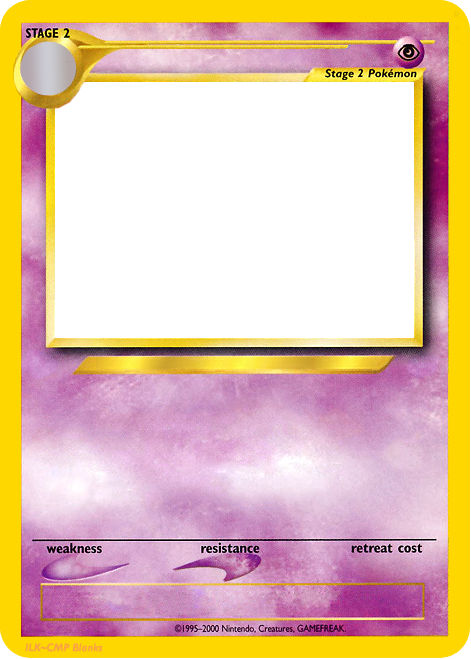 STAGE 2
Stage 2 Pokémon
weakness resistance retreat cost
©1995–2000 Nintendo, Creatures, GAMEFREAK.
ILK~CMP Blanks